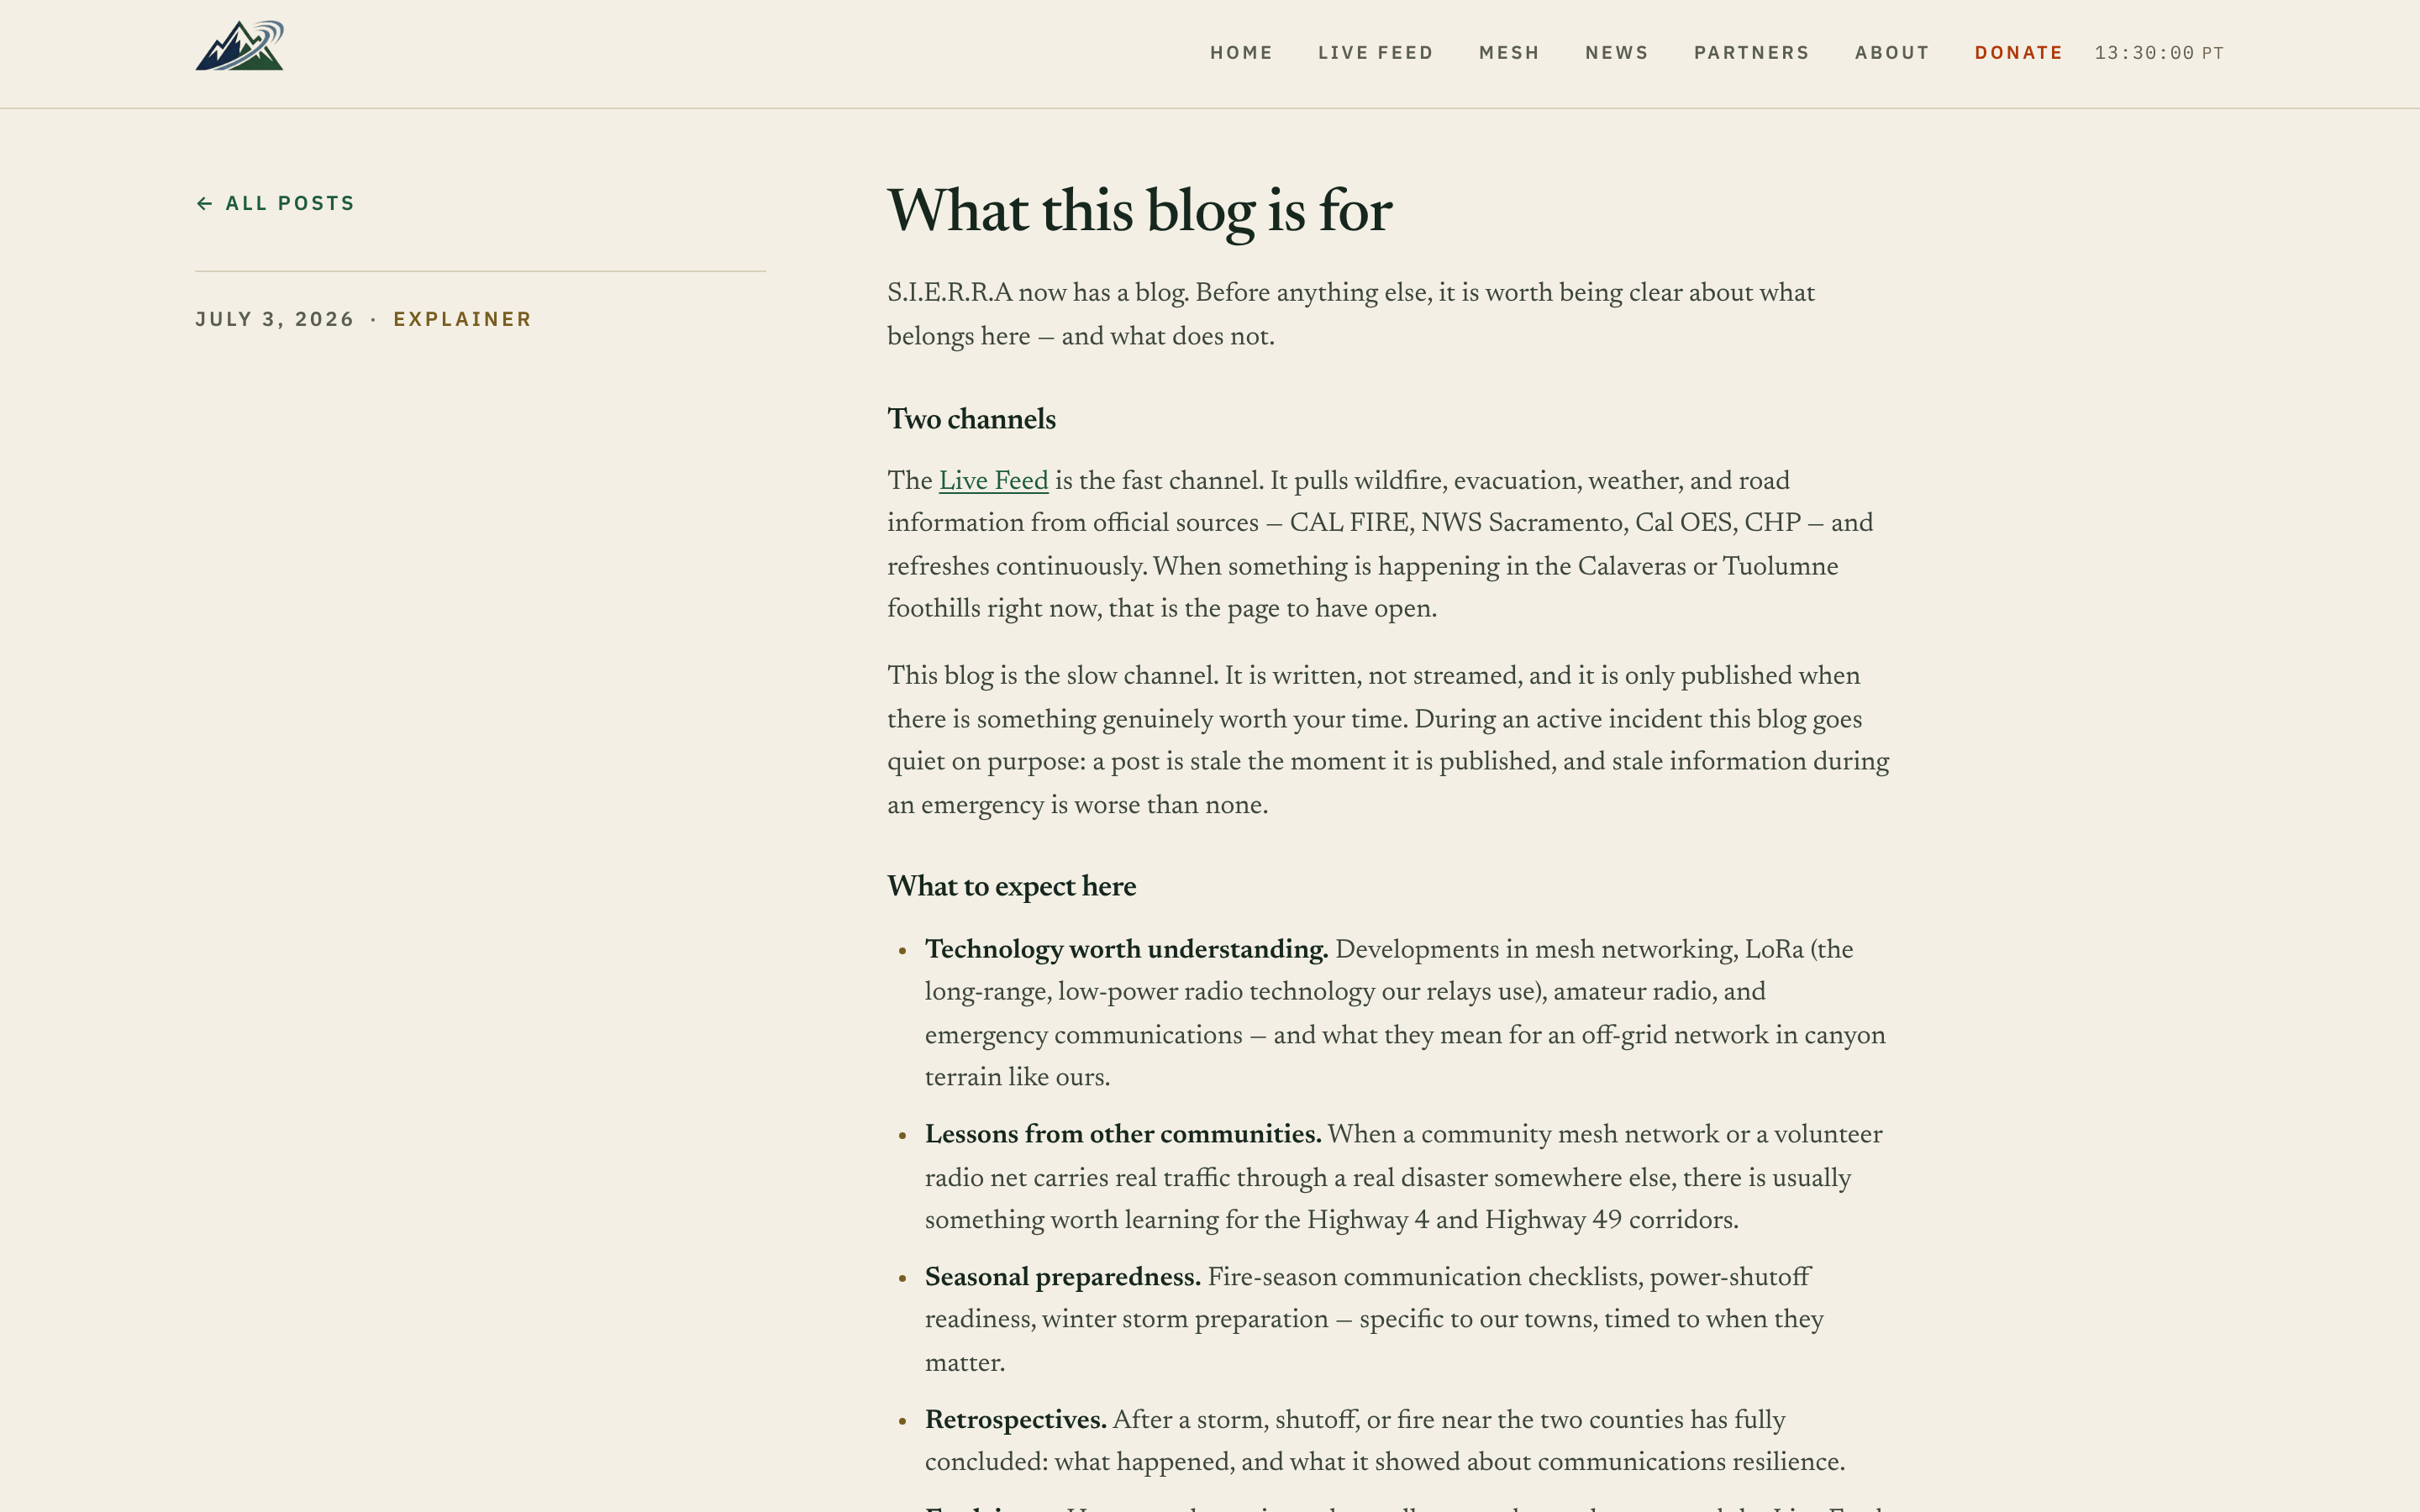 HOME LIVE FEED MESH NEWS PARTNERS ABOUT DONATE 13:30:00 PT
← ALL POSTS
JULY 3, 2026 · EXPLAINER
What this blog is for
S.I.E.R.R.A now has a blog. Before anything else, it is worth being clear about what
belongs here — and what does not.
Two channels
The Live Feed is the fast channel. It pulls wildfire, evacuation, weather, and road
information from official sources — CAL FIRE, NWS Sacramento, Cal OES, CHP — and
refreshes continuously. When something is happening in the Calaveras or Tuolumne
foothills right now, that is the page to have open.
This blog is the slow channel. It is written, not streamed, and it is only published when
there is something genuinely worth your time. During an active incident this blog goes
quiet on purpose: a post is stale the moment it is published, and stale information during
an emergency is worse than none.
What to expect here
• Technology worth understanding. Developments in mesh networking, LoRa (the
long-range, low-power radio technology our relays use), amateur radio, and
emergency communications — and what they mean for an off-grid network in canyon
terrain like ours.
• Lessons from other communities. When a community mesh network or a volunteer
radio net carries real traffic through a real disaster somewhere else, there is usually
something worth learning for the Highway 4 and Highway 49 corridors.
• Seasonal preparedness. Fire-season communication checklists, power-shutoff
readiness, winter storm preparation — specific to our towns, timed to when they
matter.
• Retrospectives. After a storm, shutoff, or fire near the two counties has fully
concluded: what happened, and what it showed about communications resilience.